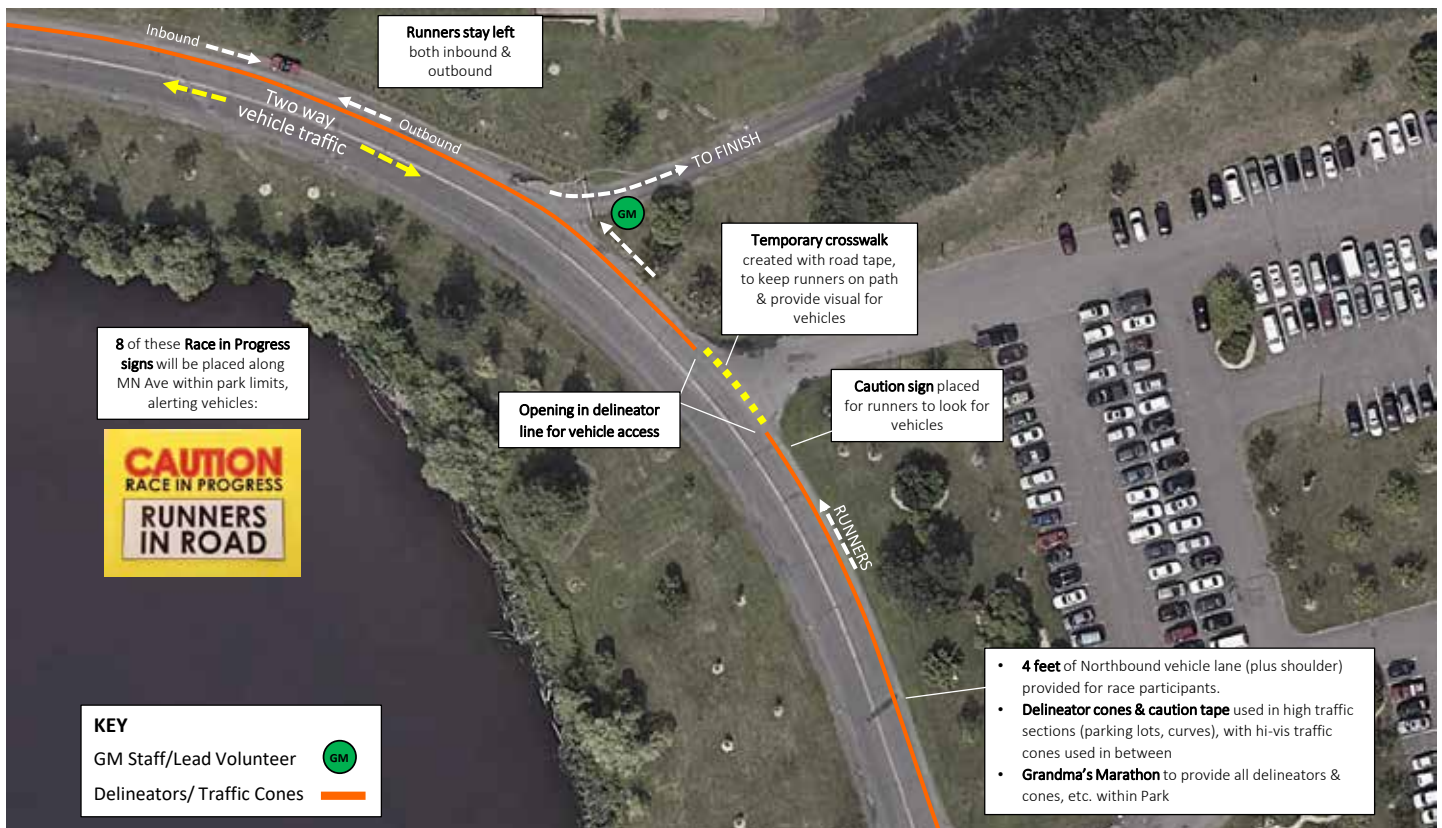 Runners stay left
both inbound &
outbound
Inbound
Two way
vehicle traffic
Outbound
TO FINISH
GM
Temporary crosswalk
created with road tape,
to keep runners on path
& provide visual for
vehicles
8 of these Race in Progress
signs will be placed along
MN Ave within park limits,
alerting vehicles:
CAUTION
RACE IN PROGRESS
RUNNERS
IN ROAD
Opening in delineator
line for vehicle access
Caution sign placed
for runners to look for
vehicles
RUNNERS
• 4 feet of Northbound vehicle lane (plus shoulder)
provided for race participants.
• Delineator cones & caution tape used in high traffic
sections (parking lots, curves), with hi-vis traffic
cones used in between
• Grandma's Marathon to provide all delineators &
cones, etc. within Park
KEY
GM Staff/Lead Volunteer GM
Delineators/ Traffic Cones